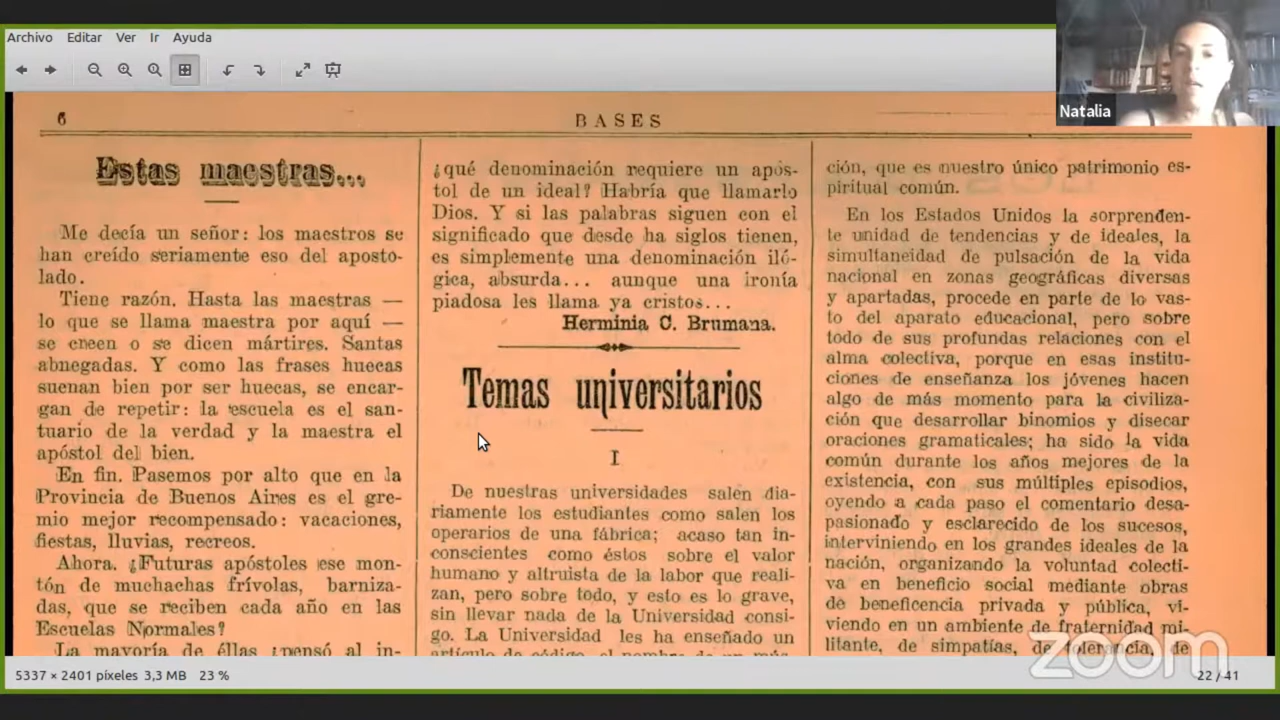 Archivo Editar Ver Ir Ayuda
Natalia
6
BASES
Estas maestras...
Me decía un señor: los maestros se
han creído seriamente eso del aposto-
lado.
Tiene razón. Hasta las maestras —
lo que se llama maestra por aquí —
se creen o se dicen mártires. Santas
abnegadas. Y como las frases huecas
suenan bien por ser huecas, se encar-
gan de repetir: la escuela es el san-
tuario de la verdad y la maestra el
apóstol del bien.
En fin. Pasemos por alto que en la
Provincia de Buenos Aires es el gre-
mio mejor recompensado: vacaciones,
fiestas, lluvias, recreos.
Ahora. ¿Futuras apóstoles ese mon-
tón de muchachas frívolas, barniza-
das, que se reciben cada año en las
Escuelas Normales?
La mayoría de éllas ¿pensó al in-
¿qué denominación requiere un após-
tol de un ideal? Habría que llamarlo
Dios. Y si las palabras siguen con el
significado que desde ha siglos tienen,
es simplemente una denominación iló-
gica, absurda... aunque una ironía
piadosa les llama ya cristos...
Herminia C. Brumana.
Temas universitarios
I
De nuestras universidades salen dia-
riamente los estudiantes como salen los
operarios de una fábrica; acaso tan in-
conscientes como éstos sobre el valor
humano y altruista de la labor que reali-
zan, pero sobre todo, y esto es lo grave,
sin llevar nada de la Universidad consi-
go. La Universidad les ha enseñado un
artículo de código, el nombre de un mús-
ción, que es nuestro único patrimonio es-
piritual común.
En los Estados Unidos la sorprenden-
te unidad de tendencias y de ideales, la
simultaneidad de pulsación de la vida
nacional en zonas geográficas diversas
y apartadas, procede en parte de lo vas-
to del aparato educacional, pero sobre
todo de sus profundas relaciones con el
alma colectiva, porque en esas institu-
ciones de enseñanza los jóvenes hacen
algo de más momento para la civiliza-
ción que desarrollar binomios y disecar
oraciones gramaticales; ha sido la vida
común durante los años mejores de la
existencia, con sus múltiples episodios,
oyendo a cada paso el comentario desa-
pasionado y esclarecido de los sucesos,
interviniendo en los grandes ideales de la
nación, organizando la voluntad colecti-
va en beneficio social mediante obras
de beneficencia privada y pública, vi-
viendo en un ambiente de fraternidad mi-
litante, de simpatías, de tolerancia, de
zoom
5337 × 2401 píxeles 3,3 MB 23 %
22 / 41